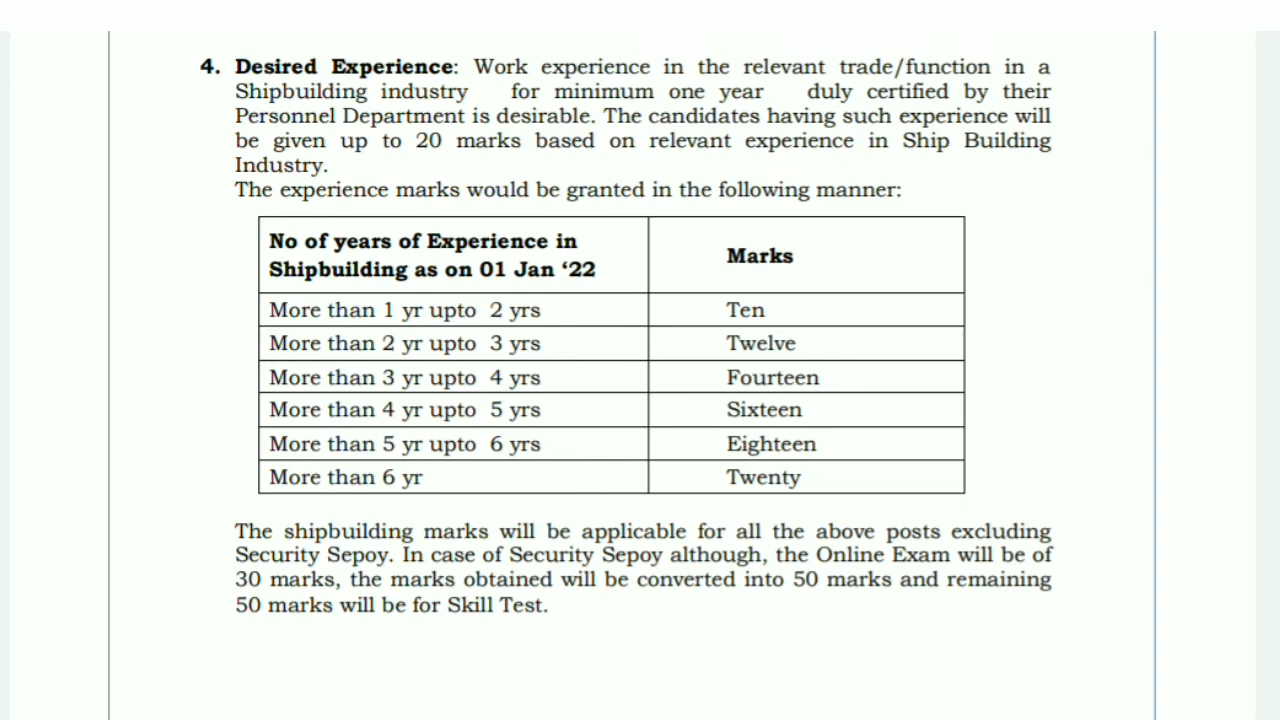 4. Desired Experience: Work experience in the relevant trade/function in a
Shipbuilding industry for minimum one year duly certified by their
Personnel Department is desirable. The candidates having such experience will
be given up to 20 marks based on relevant experience in Ship Building
Industry.
The experience marks would be granted in the following manner:
No of years of Experience in
Shipbuilding as on 01 Jan ‘22
Marks
More than 1 yr upto 2 yrs Ten
More than 2 yr upto 3 yrs Twelve
More than 3 yr upto 4 yrs Fourteen
More than 4 yr upto 5 yrs Sixteen
More than 5 yr upto 6 yrs Eighteen
More than 6 yr Twenty
The shipbuilding marks will be applicable for all the above posts excluding
Security Sepoy. In case of Security Sepoy although, the Online Exam will be of
30 marks, the marks obtained will be converted into 50 marks and remaining
50 marks will be for Skill Test.